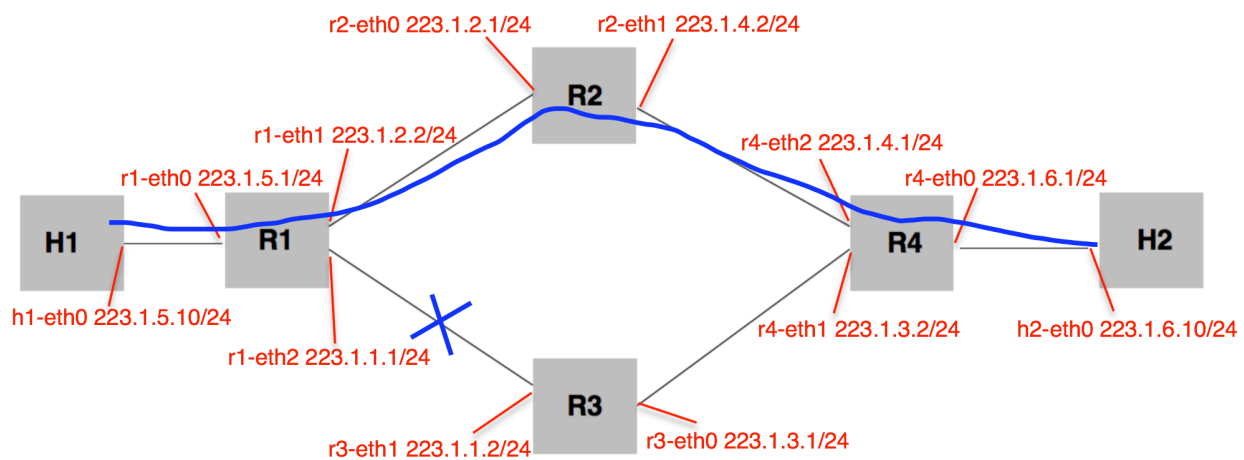 r2-eth0 223.1.2.1/24
r2-eth1 223.1.4.2/24
R2
r1-eth1 223.1.2.2/24
r4-eth2 223.1.4.1/24
r1-eth0 223.1.5.1/24
r4-eth0 223.1.6.1/24
H1
R1
R4
H2
h1-eth0 223.1.5.10/24
r4-eth1 223.1.3.2/24
h2-eth0 223.1.6.10/24
r1-eth2 223.1.1.1/24
R3
r3-eth1 223.1.1.2/24
r3-eth0 223.1.3.1/24